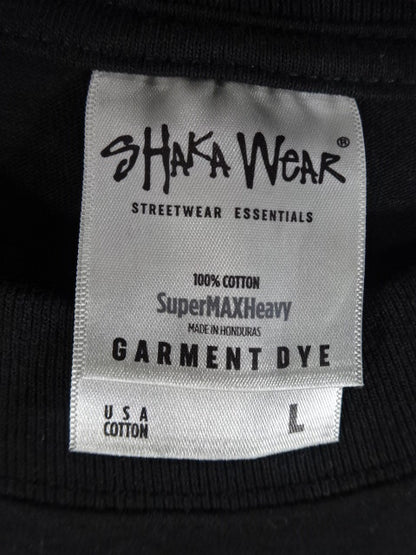 SHAKA WEAR®
STREETWEAR ESSENTIALS
100% COTTON
SuperMAXHeavy
MADE IN HONDURAS
GARMENT DYE
USA
COTTON
L